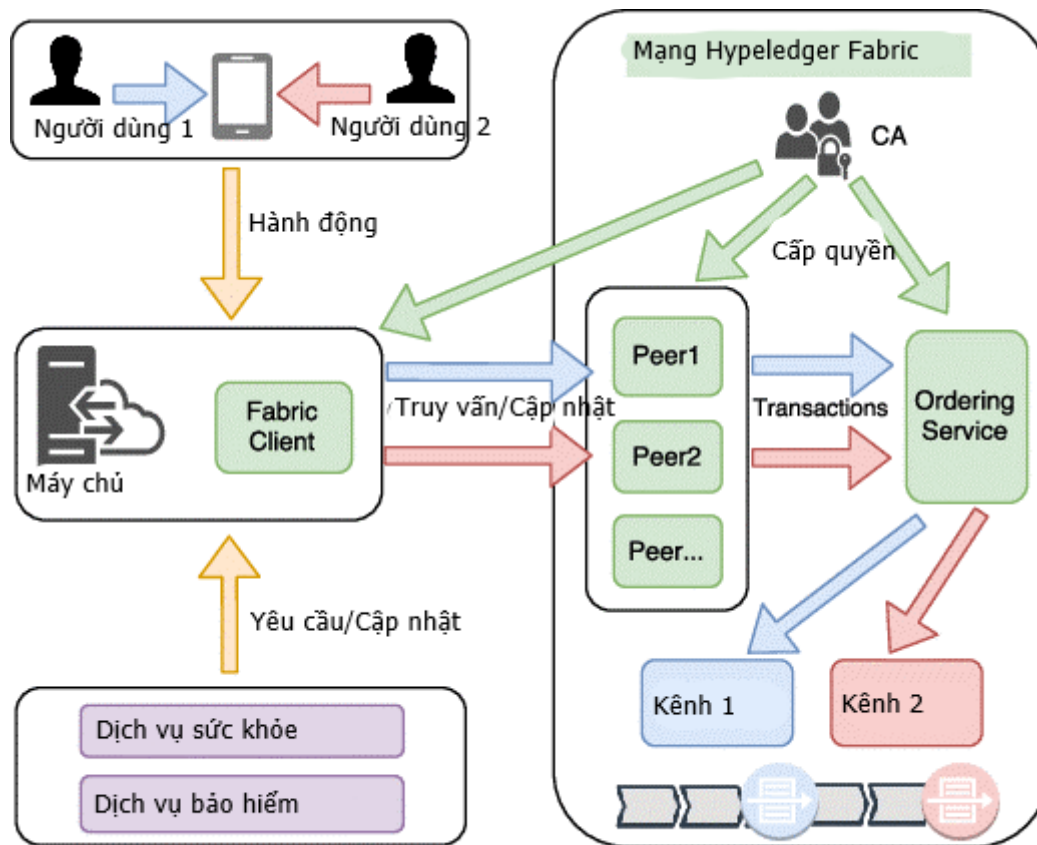 Mạng Hypeledger Fabric
Người dùng 1
Người dùng 2
CA
Hành động
Cấp quyền
Peer1
Fabric
Client
/Truy vấn/Cập nhật
Transactions
Ordering
Service
Peer2
Máy chủ
Peer...
Yêu cầu/Cập nhật
Kênh 1
Kênh 2
Dịch vụ sức khỏe
Dịch vụ bảo hiểm